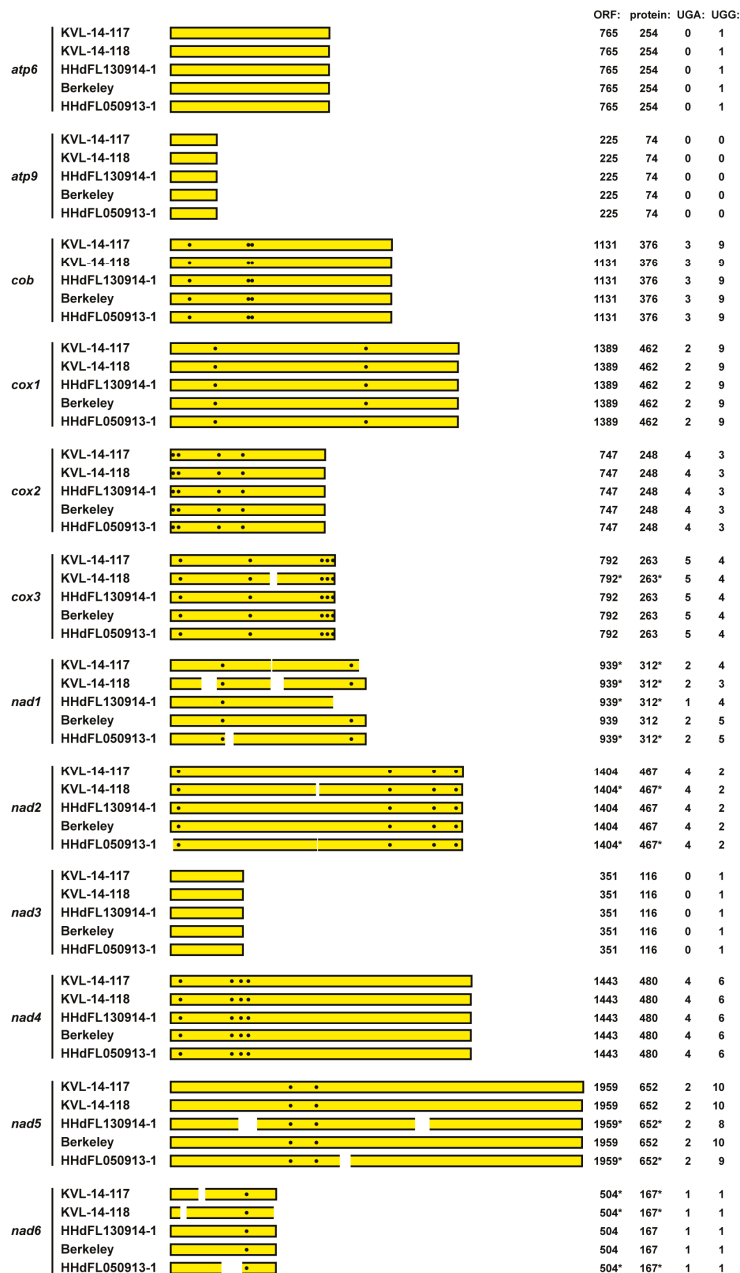 ORF: protein: UGA: UGG:
atp6
KVL-14-117 765 254 0 1
KVL-14-118 765 254 0 1
HHdFL130914-1 765 254 0 1
Berkeley 765 254 0 1
HHdFL050913-1 765 254 0 1
atp9
KVL-14-117 225 74 0 0
KVL-14-118 225 74 0 0
HHdFL130914-1 225 74 0 0
Berkeley 225 74 0 0
HHdFL050913-1 225 74 0 0
cob
KVL-14-117 1131 376 3 9
KVL-14-118 1131 376 3 9
HHdFL130914-1 1131 376 3 9
Berkeley 1131 376 3 9
HHdFL050913-1 1131 376 3 9
cox1
KVL-14-117 1389 462 2 9
KVL-14-118 1389 462 2 9
HHdFL130914-1 1389 462 2 9
Berkeley 1389 462 2 9
HHdFL050913-1 1389 462 2 9
cox2
KVL-14-117 747 248 4 3
KVL-14-118 747 248 4 3
HHdFL130914-1 747 248 4 3
Berkeley 747 248 4 3
HHdFL050913-1 747 248 4 3
cox3
KVL-14-117 792 263 5 4
KVL-14-118 792* 263* 5 4
HHdFL130914-1 792 263 5 4
Berkeley 792 263 5 4
HHdFL050913-1 792 263 5 4
nad1
KVL-14-117 939* 312* 2 4
KVL-14-118 939* 312* 2 3
HHdFL130914-1 939* 312* 1 4
Berkeley 939 312 2 5
HHdFL050913-1 939* 312* 2 5
nad2
KVL-14-117 1404 467 4 2
KVL-14-118 1404* 467* 4 2
HHdFL130914-1 1404 467 4 2
Berkeley 1404 467 4 2
HHdFL050913-1 1404* 467* 4 2
nad3
KVL-14-117 351 116 0 1
KVL-14-118 351 116 0 1
HHdFL130914-1 351 116 0 1
Berkeley 351 116 0 1
HHdFL050913-1 351 116 0 1
nad4
KVL-14-117 1443 480 4 6
KVL-14-118 1443 480 4 6
HHdFL130914-1 1443 480 4 6
Berkeley 1443 480 4 6
HHdFL050913-1 1443 480 4 6
nad5
KVL-14-117 1959 652 2 10
KVL-14-118 1959 652 2 10
HHdFL130914-1 1959* 652* 2 8
Berkeley 1959 652 2 10
HHdFL050913-1 1959* 652* 2 9
nad6
KVL-14-117 504* 167* 1 1
KVL-14-118 504* 167* 1 1
HHdFL130914-1 504 167 1 1
Berkeley 504 167 1 1
HHdFL050913-1 504* 167* 1 1